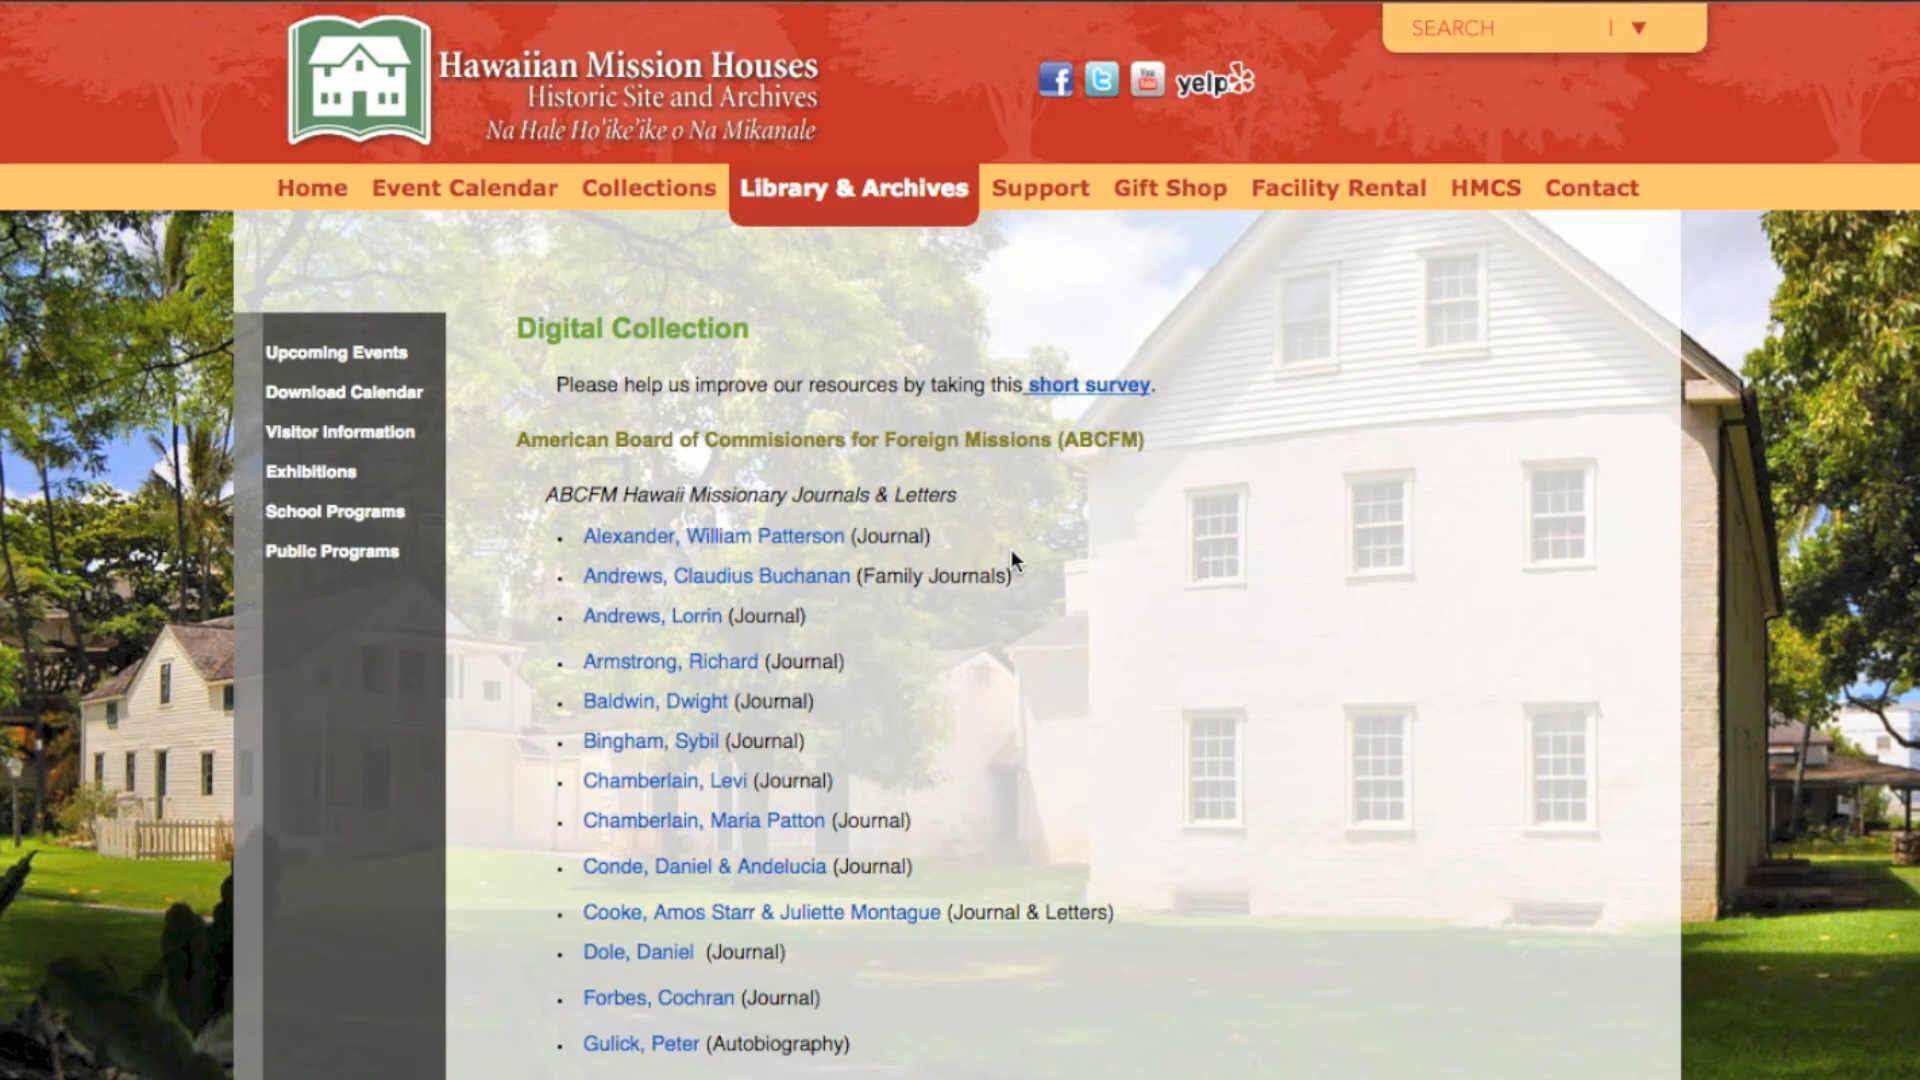 Hawaiian Mission Houses
Historic Site and Archives
Na Hale Ho'ike'ike o Na Mikanale
yelp
SEARCH
Home Event Calendar Collections Library & Archives Support Gift Shop Facility Rental HMCS Contact
Upcoming Events
Download Calendar
Visitor Information
Exhibitions
School Programs
Public Programs
Digital Collection
Please help us improve our resources by taking this short survey.
American Board of Commisioners for Foreign Missions (ABCFM)
ABCFM Hawaii Missionary Journals & Letters
• Alexander, William Patterson (Journal)
• Andrews, Claudius Buchanan (Family Journals)
• Andrews, Lorrin (Journal)
• Armstrong, Richard (Journal)
• Baldwin, Dwight (Journal)
• Bingham, Sybil (Journal)
• Chamberlain, Levi (Journal)
• Chamberlain, Maria Patton (Journal)
• Conde, Daniel & Andelucia (Journal)
• Cooke, Amos Starr & Juliette Montague (Journal & Letters)
• Dole, Daniel (Journal)
• Forbes, Cochran (Journal)
• Gulick, Peter (Autobiography)